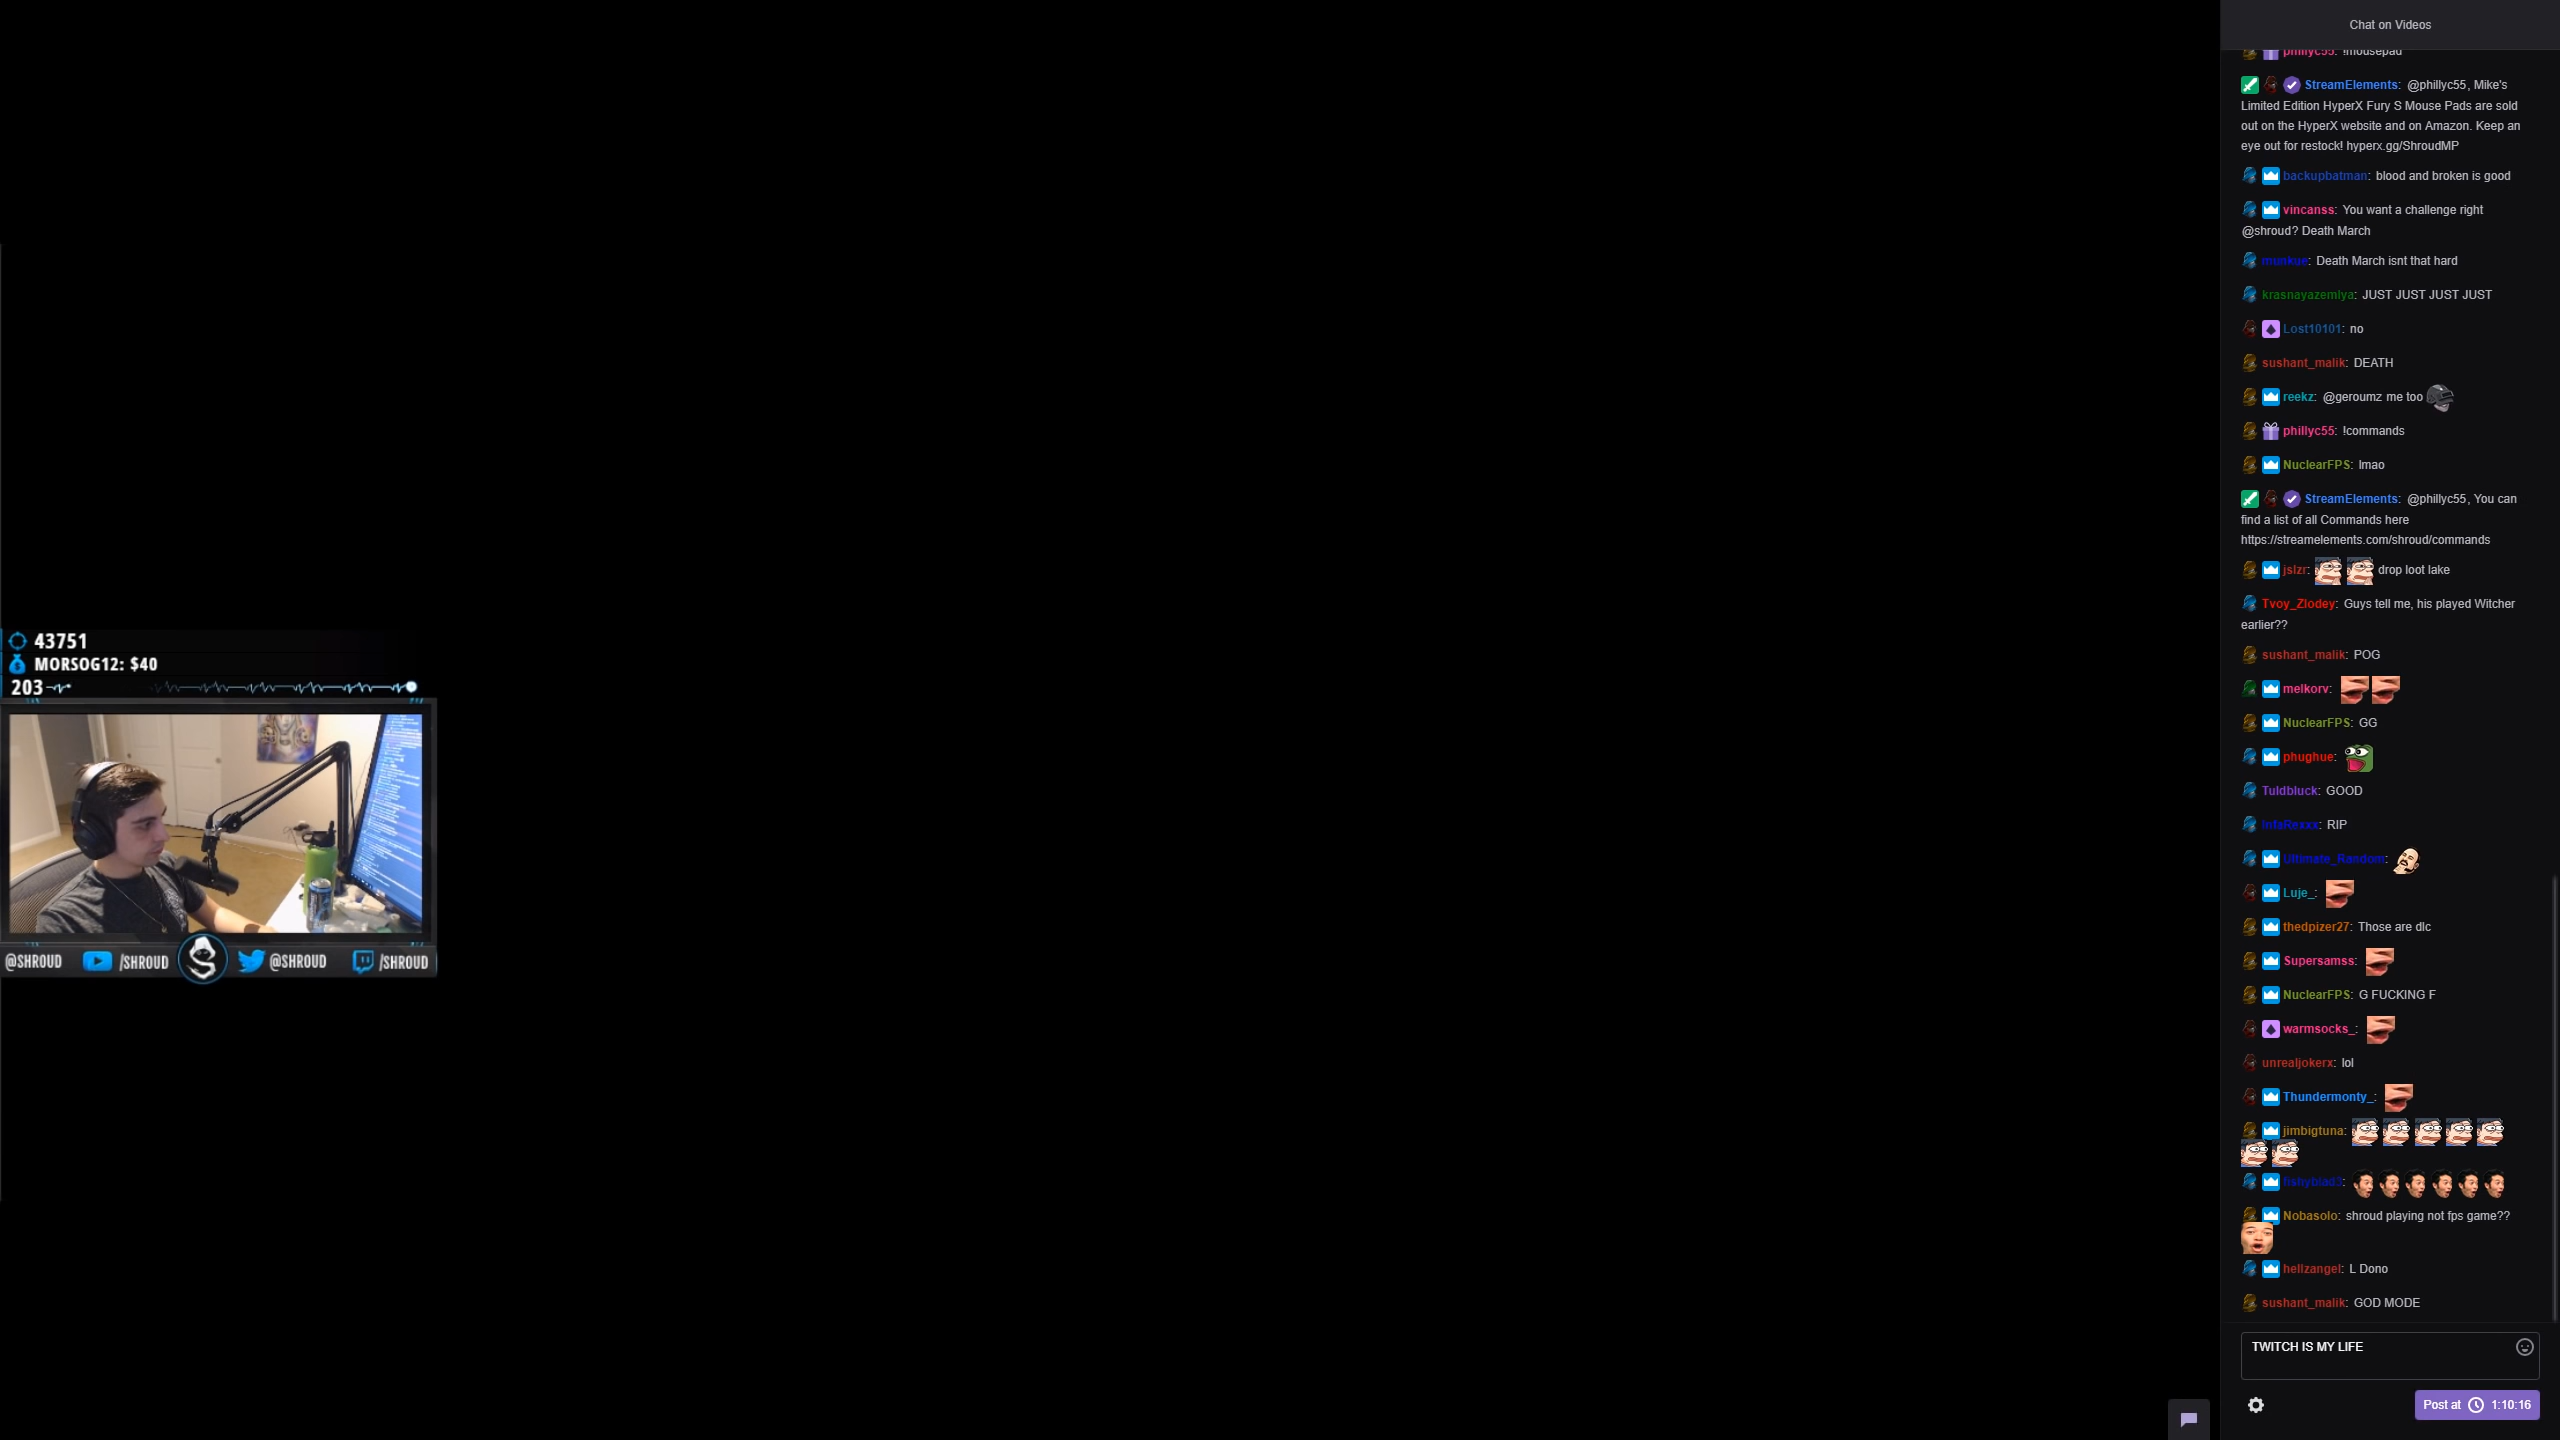 43751
MORSOG12: $40
203
@SHROUD /SHROUD @SHROUD /SHROUD
Chat on Videos
phillyc55: !mousepad
StreamElements: @phillyc55, Mike's
Limited Edition HyperX Fury S Mouse Pads are sold
out on the HyperX website and on Amazon. Keep an
eye out for restock! hyperx.gg/ShroudMP
backupbatman: blood and broken is good
vincanss: You want a challenge right
@shroud? Death March
munkue: Death March isnt that hard
krasnayazemlya: JUST JUST JUST JUST
Lost10101: no
sushant_malik: DEATH
reekz: @geroumz me too
phillyc55: !commands
NuclearFPS: lmao
StreamElements: @phillyc55, You can
find a list of all Commands here
https://streamelements.com/shroud/commands
jslzr: drop loot lake
Tvoy_Zlodey: Guys tell me, his played Witcher
earlier??
sushant_malik: POG
melkorv:
NuclearFPS: GG
phughue:
Tuldbluck: GOOD
InfaRexxx: RIP
Ultimate_Random:
Luje_:
thedpizer27: Those are dlc
Supersamss:
NuclearFPS: G FUCKING F
warmsocks_:
unrealjokerx: lol
Thundermonty_:
jimbigtuna:
fishyblad3:
Nobasolo: shroud playing not fps game??
hellzangel: L Dono
sushant_malik: GOD MODE
TWITCH IS MY LIFE
Post at 1:10:16